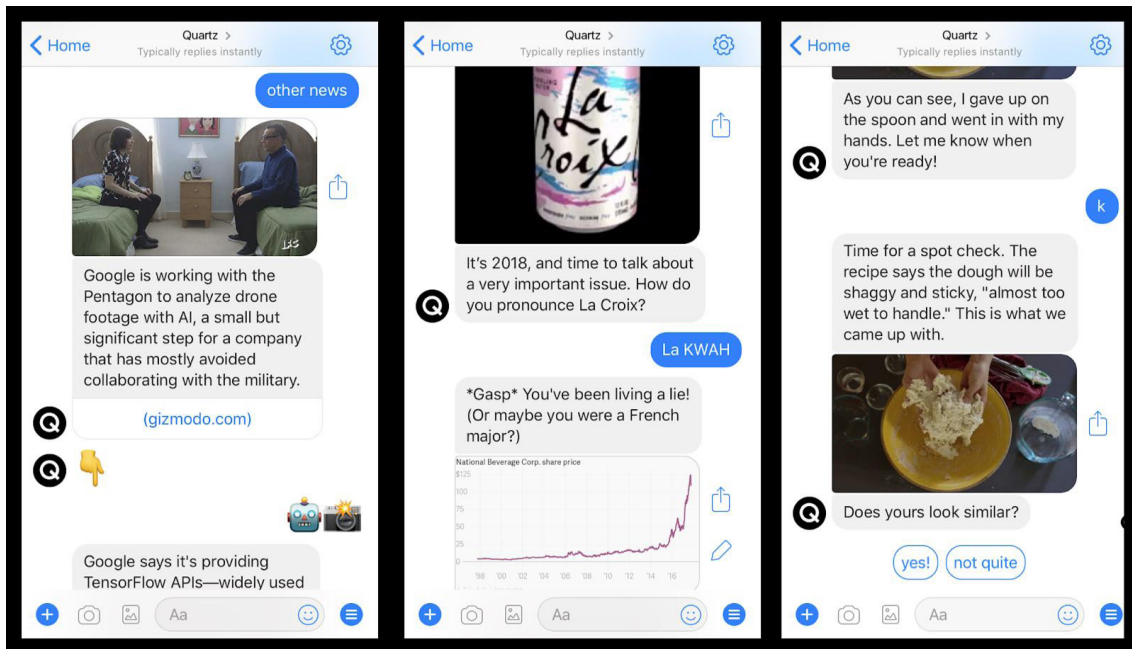 Home
Quartz >
Typically replies instantly
other news
IFC
Google is working with the
Pentagon to analyze drone
footage with AI, a small but
significant step for a company
that has mostly avoided
collaborating with the military.
(gizmodo.com)
Q
Q
Google says it's providing
TensorFlow APIs—widely used
Aa
Home
Quartz >
Typically replies instantly
La
Croix
It's 2018, and time to talk about
a very important issue. How do
you pronounce La Croix?
Q
La KWAH
*Gasp* You've been living a lie!
(Or maybe you were a French
major?)
National Beverage Corp. share price
$125
100
75
50
25
0
'98 '00 '02 '04 '06 '08 '10 '12 '14 '16
Aa
Home
Quartz >
Typically replies instantly
As you can see, I gave up on
the spoon and went in with my
hands. Let me know when
you're ready!
Q
k
Time for a spot check. The
recipe says the dough will be
shaggy and sticky, "almost too
wet to handle." This is what we
came up with.
Does yours look similar?
Q
yes! not quite
Aa